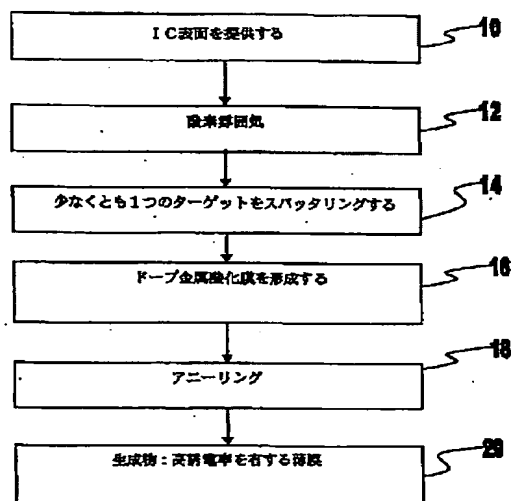 IC表面を提供する
10
酸素雰囲気
12
少なくとも1つのターゲットをスパッタリングする
14
ドープ金属酸化膜を形成する
16
アニーリング
18
生成物:高誘電率を有する薄膜
20